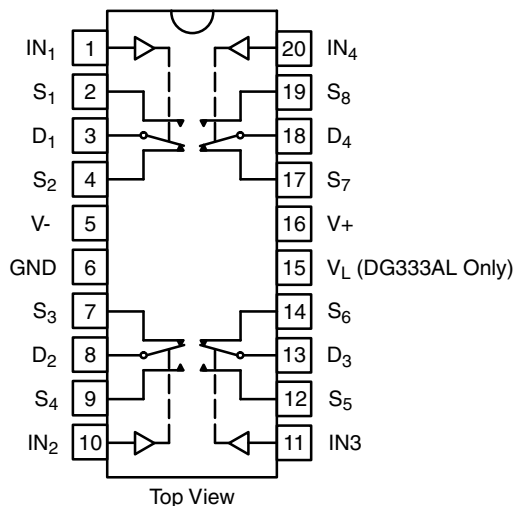 IN₁ 1 20 IN₄
S₁ 2 19 S₈
D₁ 3 18 D₄
S₂ 4 17 S₇
V- 5 16 V+
GND 6 15 V_L (DG333AL Only)
S₃ 7 14 S₆
D₂ 8 13 D₃
S₄ 9 12 S₅
IN₂ 10 11 IN3
Top View